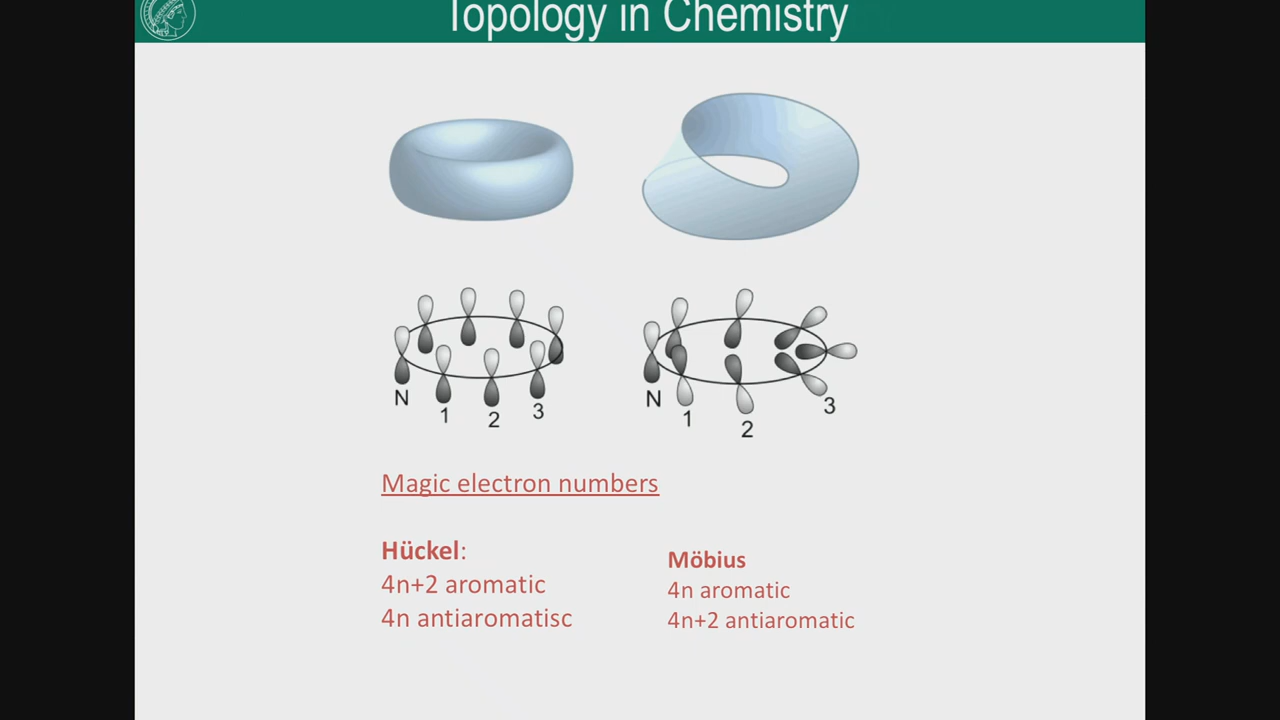 Topology in Chemistry
N
1
2
3
N
1
2
3
Magic electron numbers
Hückel:
4n+2 aromatic
4n antiaromatisc
Möbius
4n aromatic
4n+2 antiaromatic